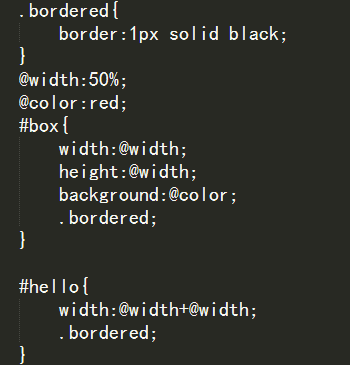 .bordered{
    border:1px solid black;
}
@width:50%;
@color:red;
#box{
    width:@width;
    height:@width;
    background:@color;
    .bordered;
}

#hello{
    width:@width+@width;
    .bordered;
}